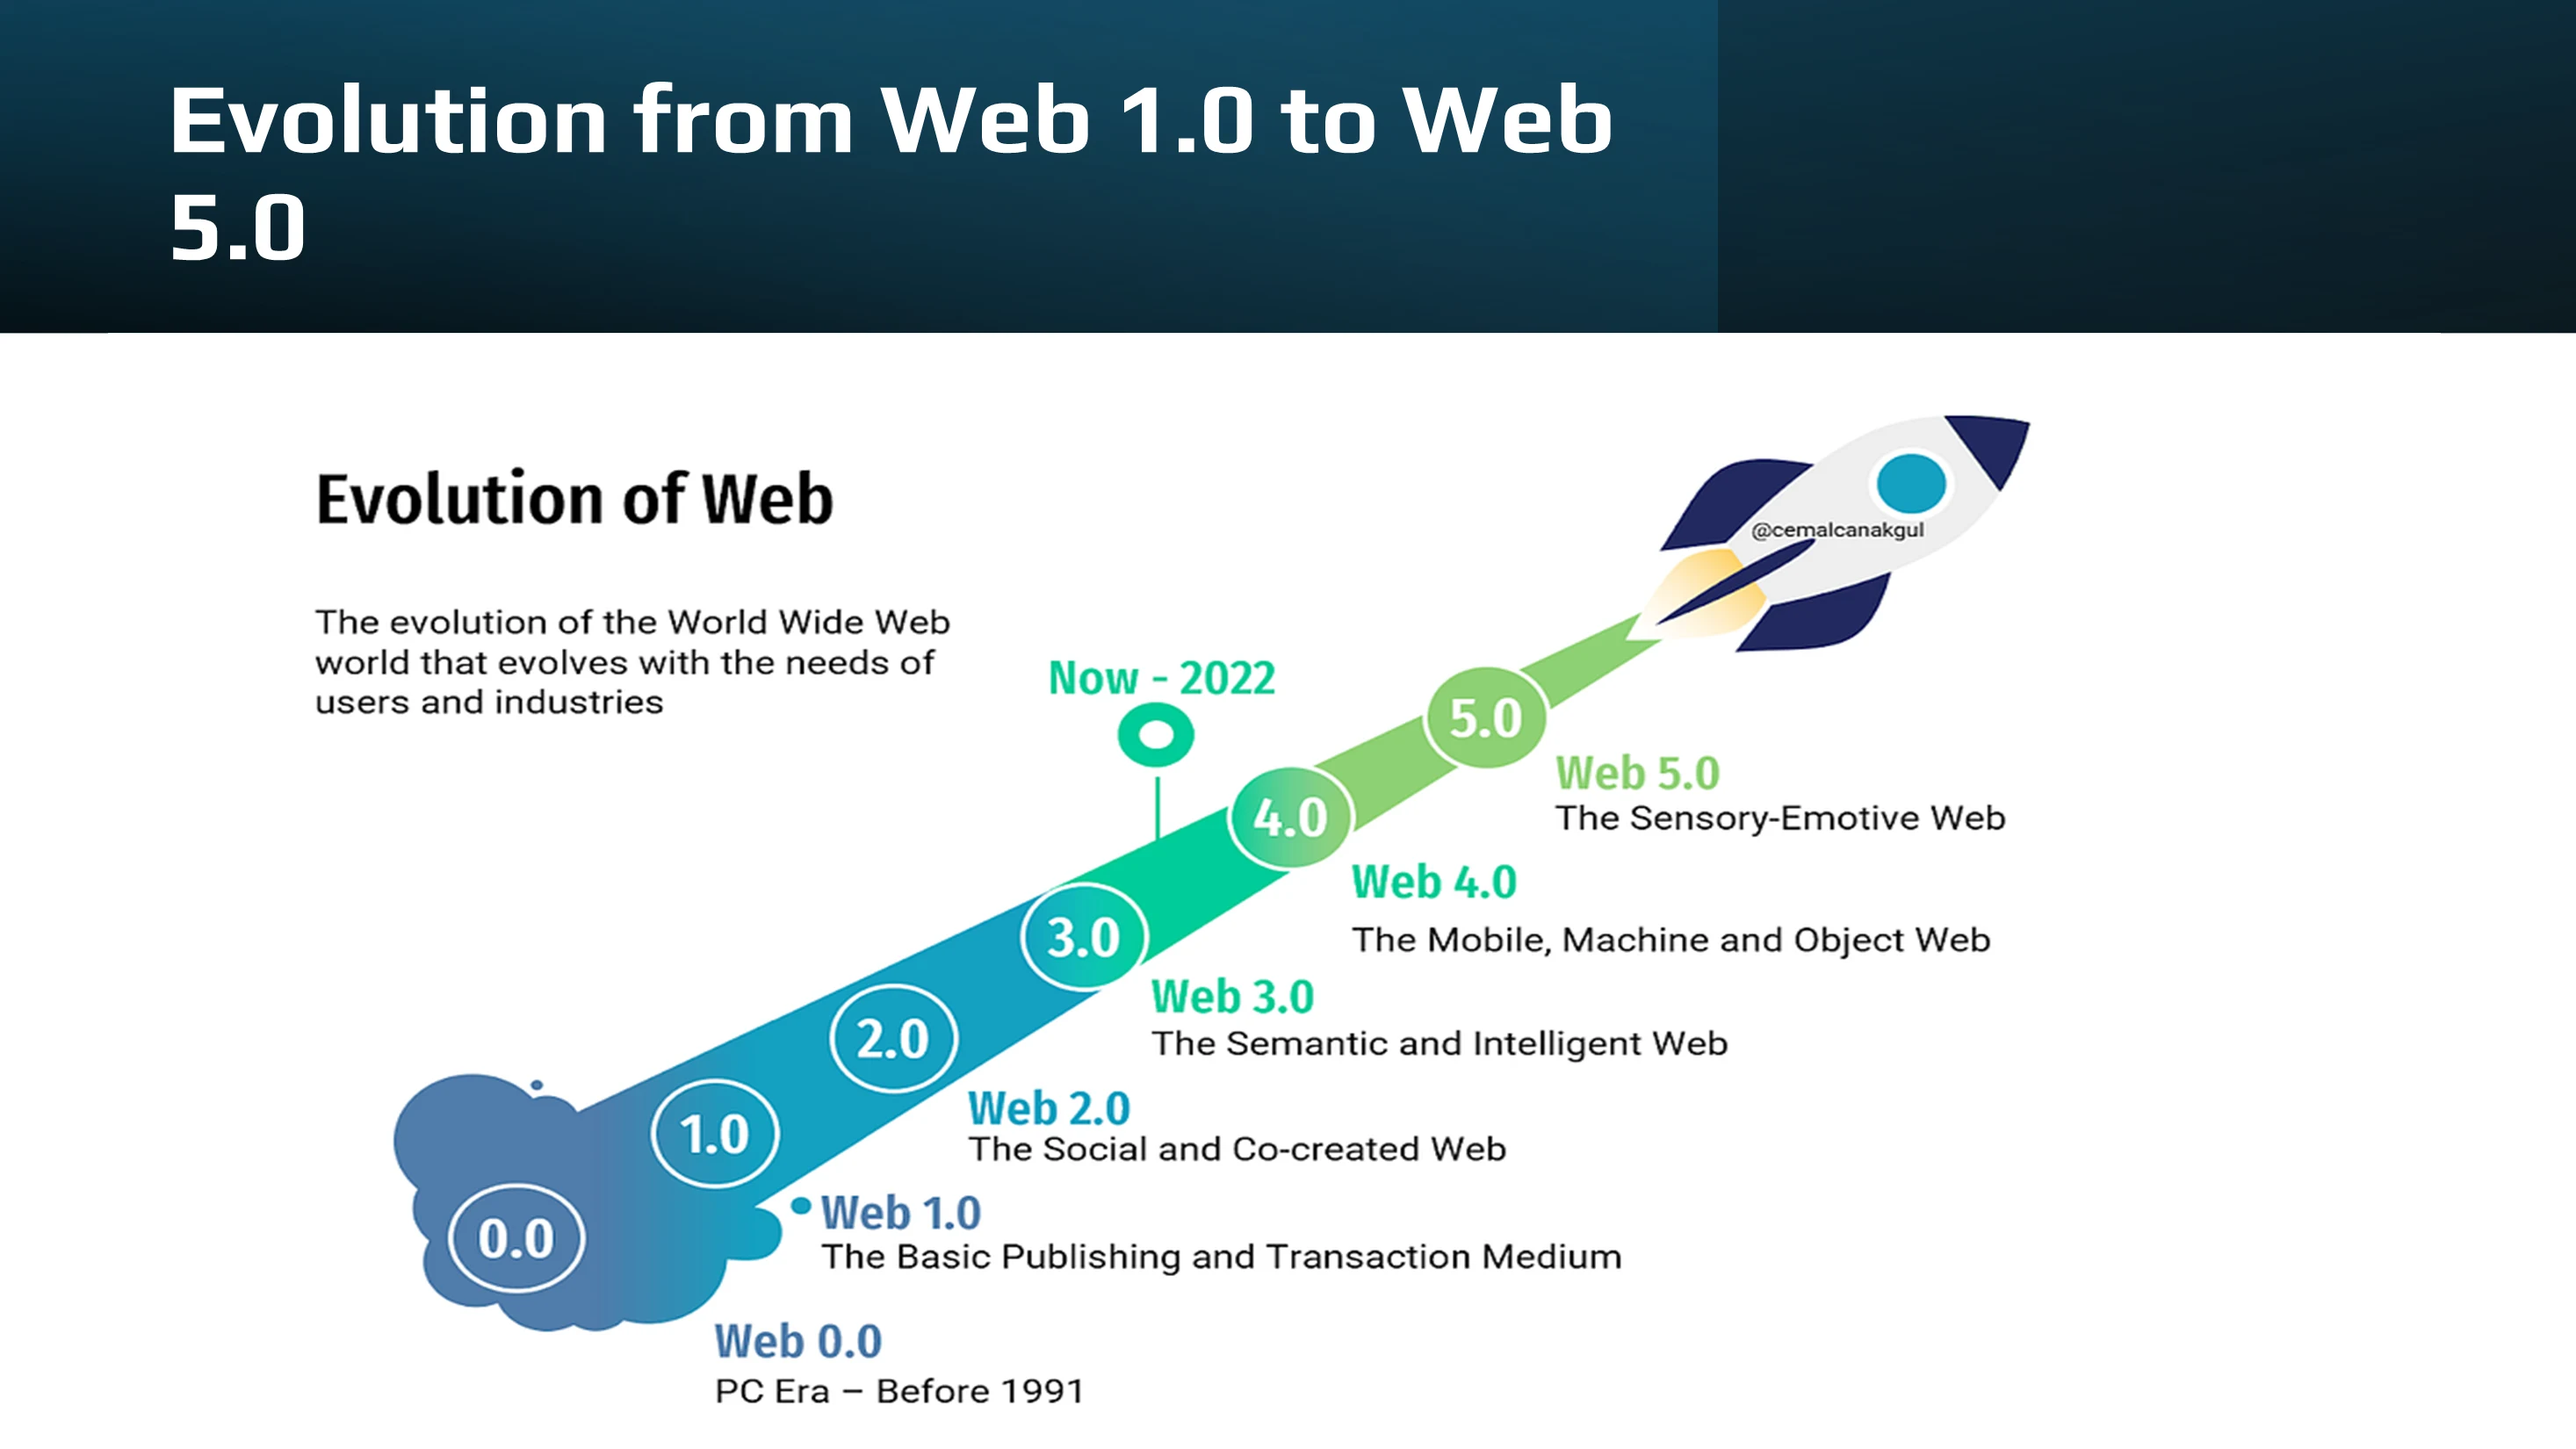 Evolution from Web 1.0 to Web
5.0
Evolution of Web
@cemalcanakgul
The evolution of the World Wide Web
world that evolves with the needs of
users and industries
Now - 2022
5.0
Web 5.0
The Sensory-Emotive Web
4.0
Web 4.0
The Mobile, Machine and Object Web
3.0
Web 3.0
The Semantic and Intelligent Web
2.0
Web 2.0
The Social and Co-created Web
1.0
Web 1.0
The Basic Publishing and Transaction Medium
0.0
Web 0.0
PC Era – Before 1991